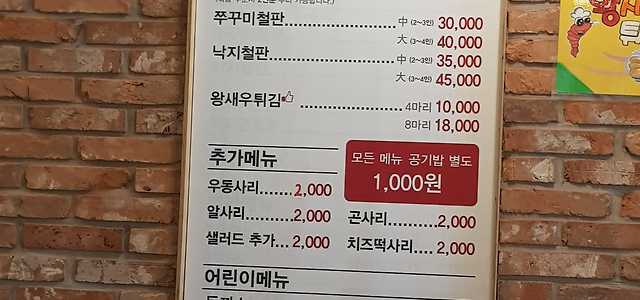 쭈꾸미철판 中 (2~3인) 30,000
大 (3~4인) 40,000
낙지철판 中 (2~3인) 35,000
大 (3~4인) 45,000
왕새우튀김 4마리 10,000
8마리 18,000
추가메뉴
모든 메뉴 공기밥 별도
1,000원
우동사리 2,000
알사리 2,000
곤사리 2,000
샐러드 추가 2,000
치즈떡사리 2,000
어린이메뉴